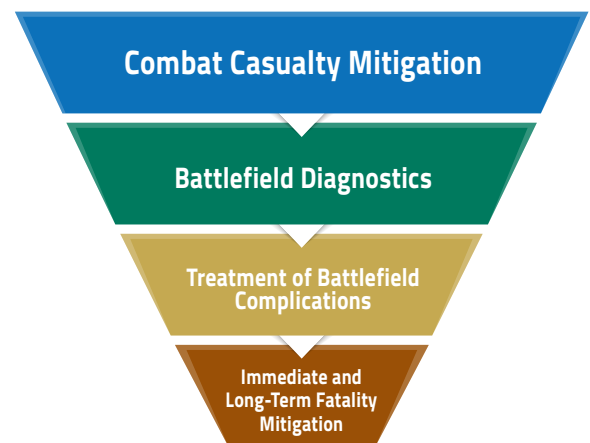 Combat Casualty Mitigation
Battlefield Diagnostics
Treatment of Battlefield
Complications
Immediate and
Long-Term Fatality
Mitigation